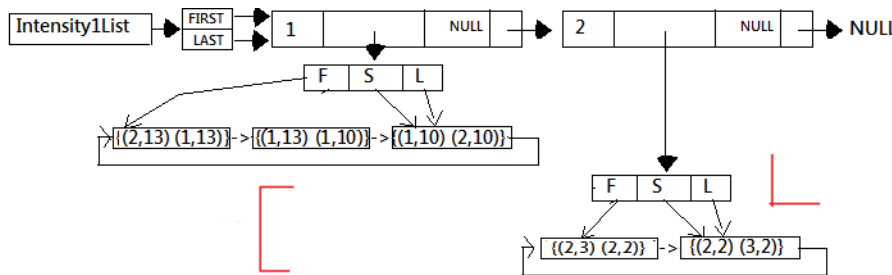 Intensity1List FIRST 1 NULL 2 NULL NULL
LAST
F S L
{(2,13) (1,13)} -> {(1,13) (1,10)} -> {(1,10) (2,10)}
F S L
{(2,3) (2,2)} -> {(2,2) (3,2)}